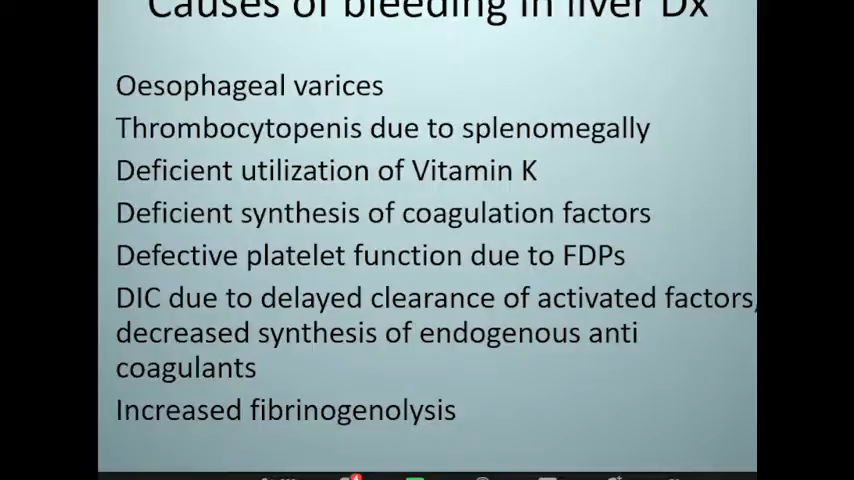 Causes of bleeding in liver Dx
Oesophageal varices
Thrombocytopenis due to splenomegally
Deficient utilization of Vitamin K
Deficient synthesis of coagulation factors
Defective platelet function due to FDPs
DIC due to delayed clearance of activated factors,
decreased synthesis of endogenous anti
coagulants
Increased fibrinogenolysis